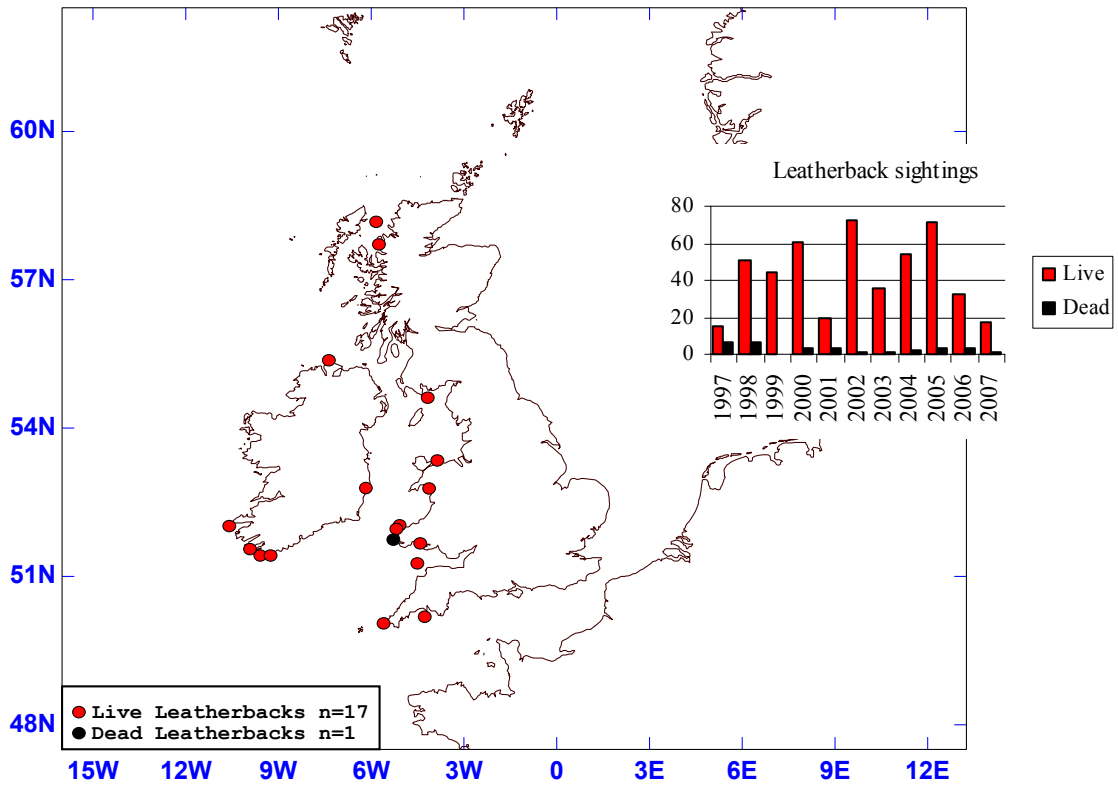 60N
57N
54N
51N
48N
15W 12W 9W 6W 3W 0 3E 6E 9E 12E
Live Leatherbacks n=17
Dead Leatherbacks n=1
Leatherback sightings
80
60
40
20
0
1997 1998 1999 2000 2001 2002 2003 2004 2005 2006 2007
Live
Dead